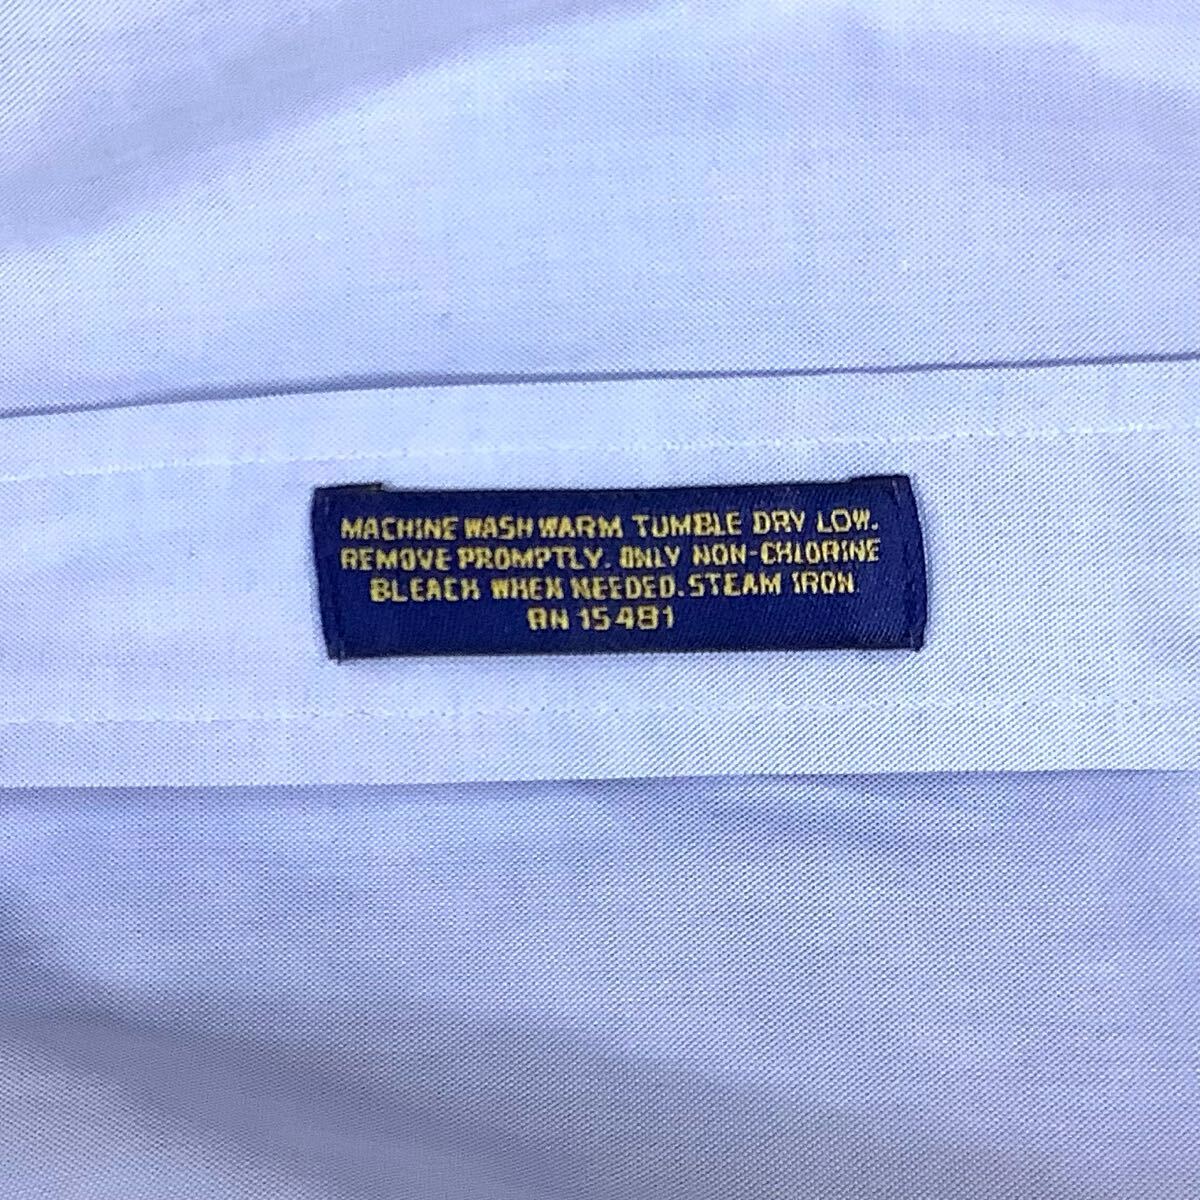 MACHINE WASH WARM TUMBLE DRY LOW.
REMOVE PROMPTLY. ONLY NON-CHLORINE
BLEACH WHEN NEEDED. STEAM IRON
RN 15481